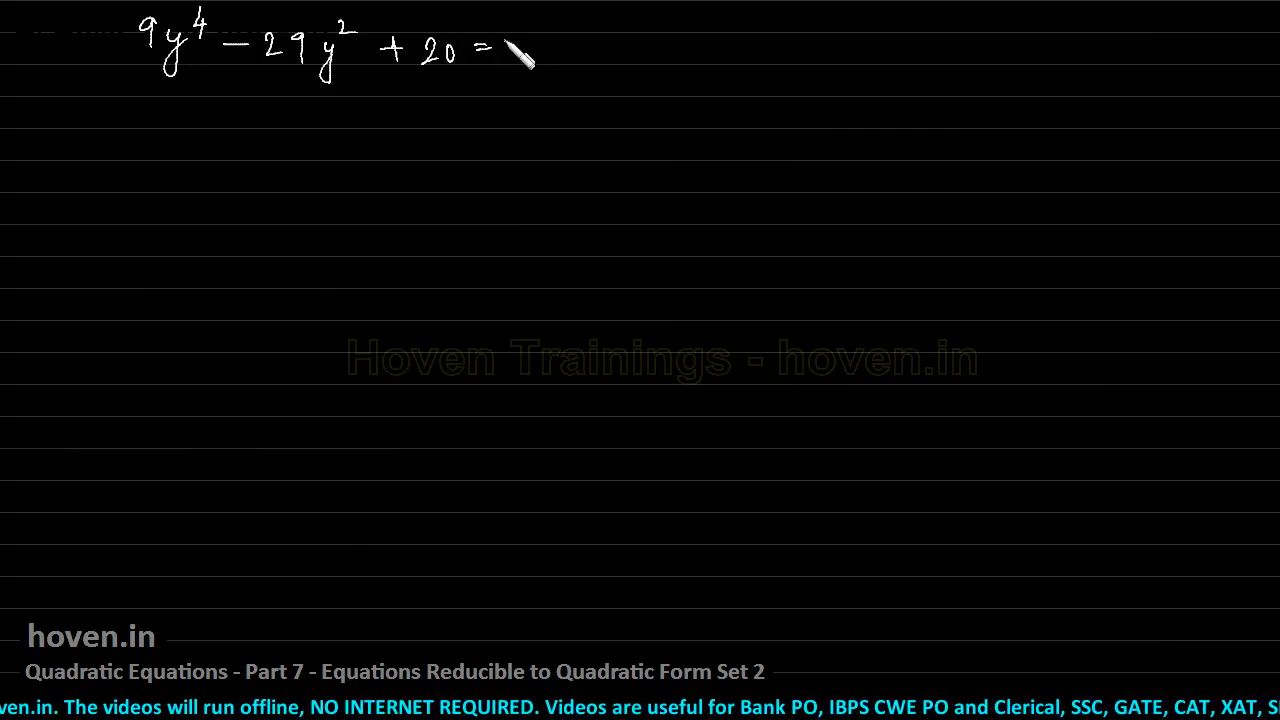 9y⁴ − 29y² + 20 =
Hoven Trainings - hoven.in
hoven.in
Quadratic Equations - Part 7 - Equations Reducible to Quadratic Form Set 2
ven.in. The videos will run offline, NO INTERNET REQUIRED. Videos are useful for Bank PO, IBPS CWE PO and Clerical, SSC, GATE, CAT, XAT, S